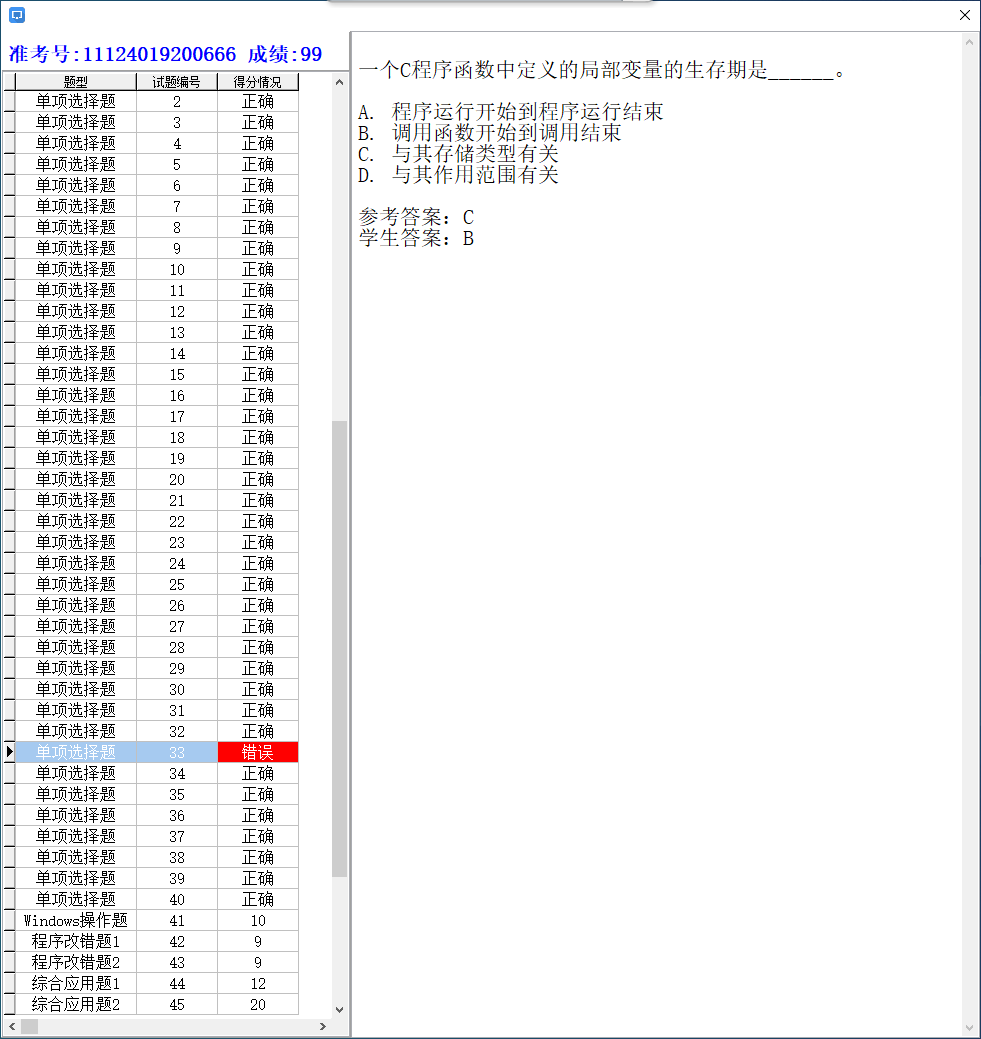 准考号:11124019200666 成绩:99
题型 试题编号 得分情况
单项选择题 2 正确
单项选择题 3 正确
单项选择题 4 正确
单项选择题 5 正确
单项选择题 6 正确
单项选择题 7 正确
单项选择题 8 正确
单项选择题 9 正确
单项选择题 10 正确
单项选择题 11 正确
单项选择题 12 正确
单项选择题 13 正确
单项选择题 14 正确
单项选择题 15 正确
单项选择题 16 正确
单项选择题 17 正确
单项选择题 18 正确
单项选择题 19 正确
单项选择题 20 正确
单项选择题 21 正确
单项选择题 22 正确
单项选择题 23 正确
单项选择题 24 正确
单项选择题 25 正确
单项选择题 26 正确
单项选择题 27 正确
单项选择题 28 正确
单项选择题 29 正确
单项选择题 30 正确
单项选择题 31 正确
单项选择题 32 正确
单项选择题 33 错误
单项选择题 34 正确
单项选择题 35 正确
单项选择题 36 正确
单项选择题 37 正确
单项选择题 38 正确
单项选择题 39 正确
单项选择题 40 正确
Windows操作题 41 10
程序改错题1 42 9
程序改错题2 43 9
综合应用题1 44 12
综合应用题2 45 20
一个C程序函数中定义的局部变量的生存期是______。
A. 程序运行开始到程序运行结束
B. 调用函数开始到调用结束
C. 与其存储类型有关
D. 与其作用范围有关
参考答案：C
学生答案：B